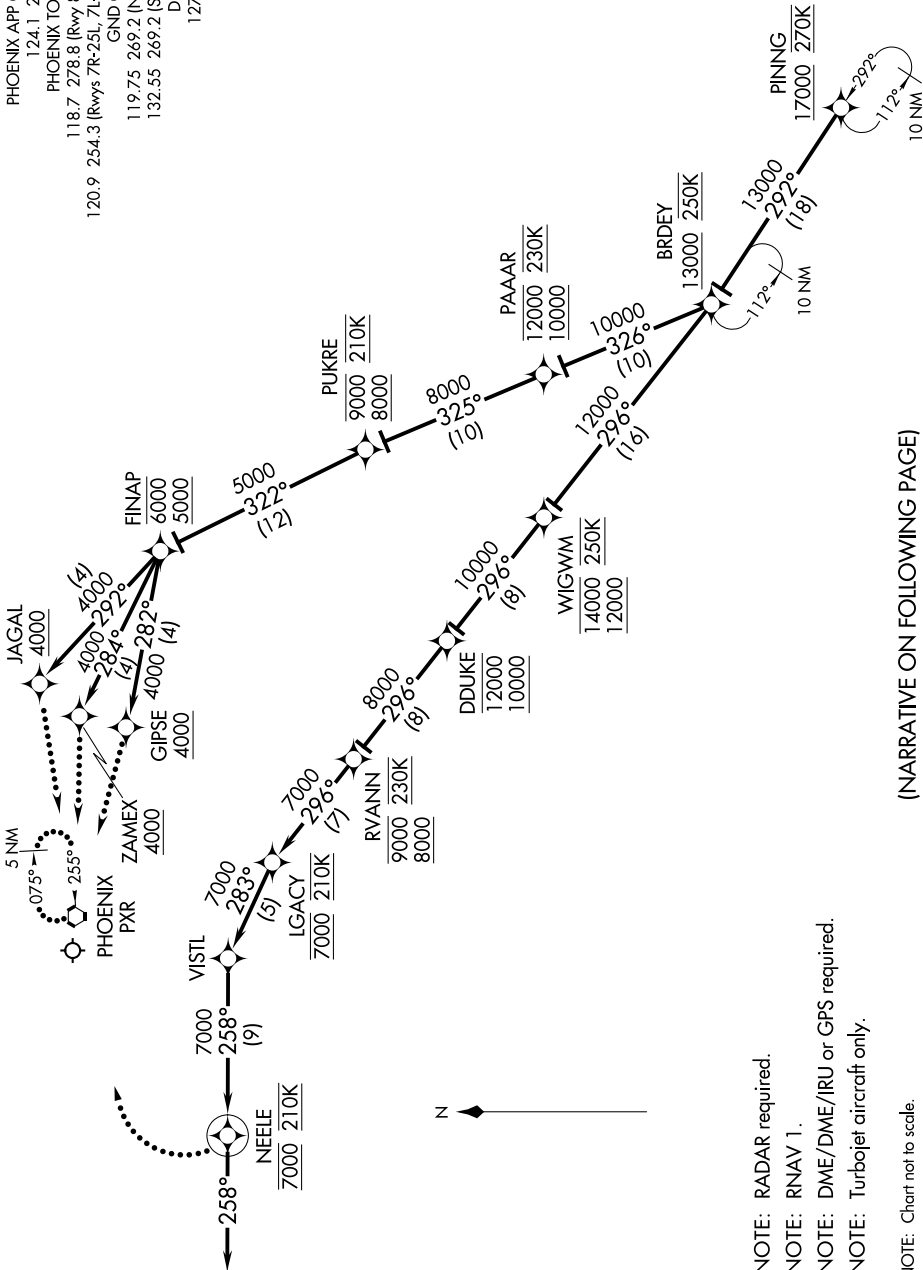 PHOENIX APP
124.1
PHOENIX TO
118.7 278.8 (Rwy
120.9 254.3 (Rwys 7R-25L, 7L-
GND
119.75 269.2 (N
132.55 269.2 (S
D
127
PINNG
17000 270K
292°
112°
10 NM
13000
292°
(18)
BRDEY
13000 250K
112°
10 NM
10000
326°
(10)
PAAAR
12000 230K
10000
8000
325°
(10)
PUKRE
9000 210K
8000
5000
322°
(12)
FINAP
6000
5000
(4)
4000
292°
JAGAL
4000
4000
284°
(4)
ZAMEX
4000
4000 282°
(4)
GIPSE
4000
5 NM
075°
255°
PHOENIX
PXR
12000
296°
(16)
WIGWM
14000 250K
12000
10000
296°
(8)
DDUKE
12000
10000
8000
296°
(8)
RVANN
9000 230K
8000
7000
296°
(7)
LGACY
7000 210K
7000
283°
(5)
VISTL
7000
258°
(9)
NEELE
7000 210K
258°
N
(NARRATIVE ON FOLLOWING PAGE)
NOTE: RADAR required.
NOTE: RNAV 1.
NOTE: DME/DME/IRU or GPS required.
NOTE: Turbojet aircraft only.
OTE: Chart not to scale.